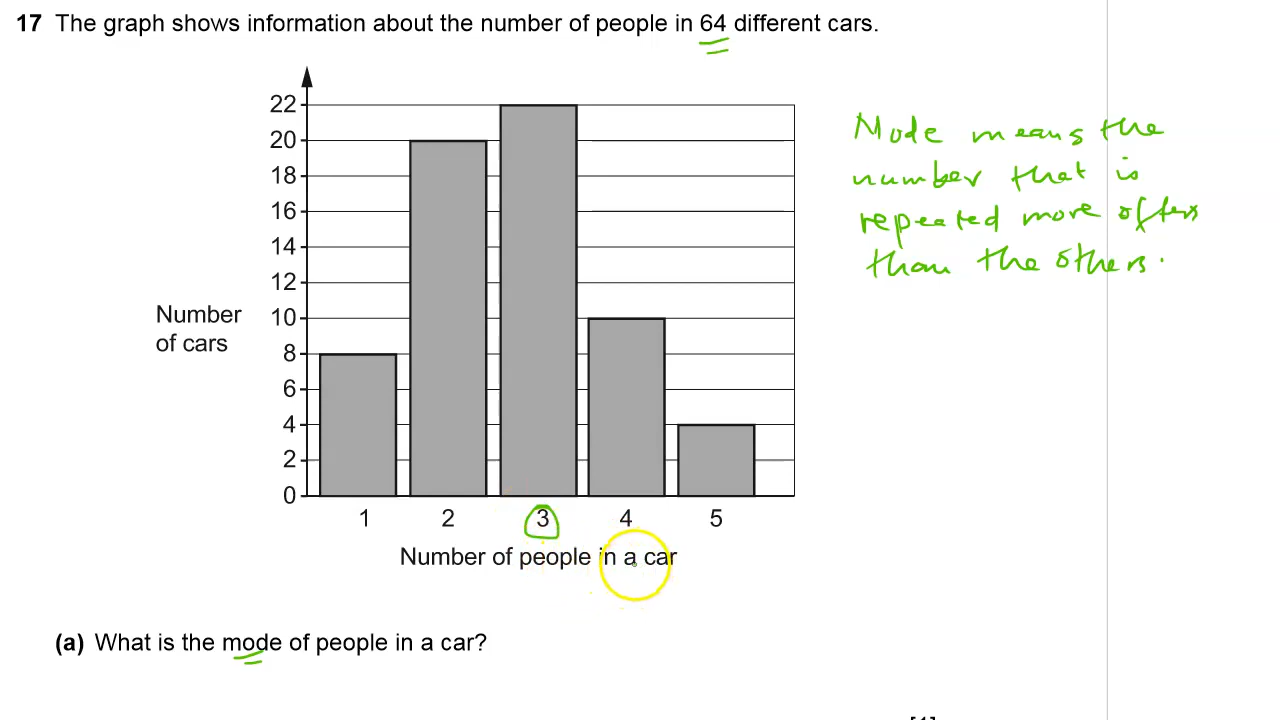 17 The graph shows information about the number of people in 64 different cars.
22
20
18
16
14
12
10
8
6
4
2
0
Number
of cars
1 2 3 4 5
Number of people in a car
Mode means the
number that is
repeated more often
than the others.
(a) What is the mode of people in a car?
[1]